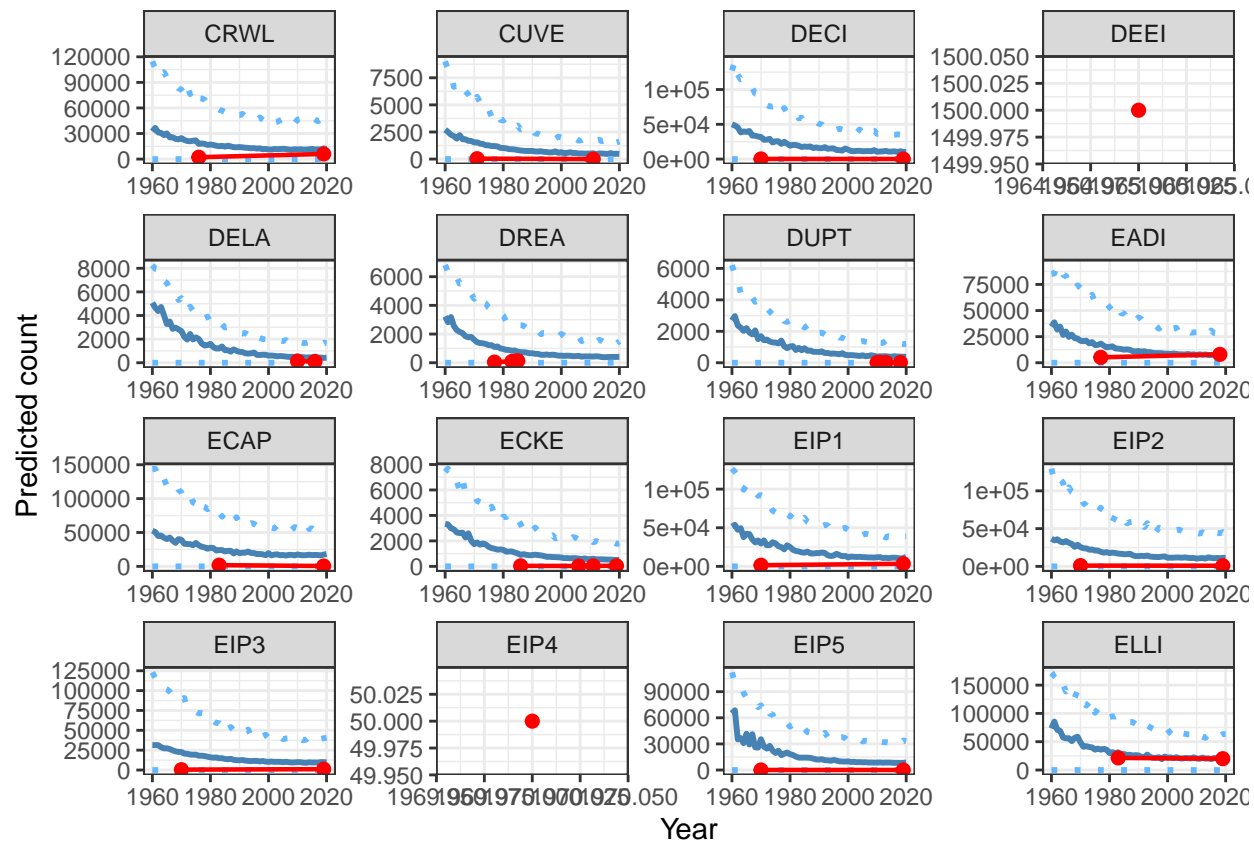 CRWL CUVE DECI DEEI
120000 90000 60000 30000 0
7500 5000 2500 0
1e+05 5e+04 0e+00
1500.050 1500.025 1500.000 1499.975 1499.950
1960 1980 2000 2020 1960 1980 2000 2020 1960 1980 2000 2020
DELA DREA DUPT EADI
8000 6000 4000 2000 0
6000 4000 2000 0
6000 4000 2000 0
75000 50000 25000 0
1960 1980 2000 2020 1960 1980 2000 2020 1960 1980 2000 2020 1960 1980 2000 2020
Predicted count
ECAP ECKE EIP1 EIP2
150000 100000 50000 0
8000 6000 4000 2000 0
1e+05 5e+04 0e+00
1e+05 5e+04 0e+00
1960 1980 2000 2020 1960 1980 2000 2020 1960 1980 2000 2020 1960 1980 2000 2020
EIP3 EIP4 EIP5 ELLI
125000 100000 75000 50000 25000 0
50.025 50.000 49.975 49.950
90000 60000 30000 0
150000 100000 50000 0
1960 1980 2000 2020 1960 1980 2000 2020 1960 1980 2000 2020
Year